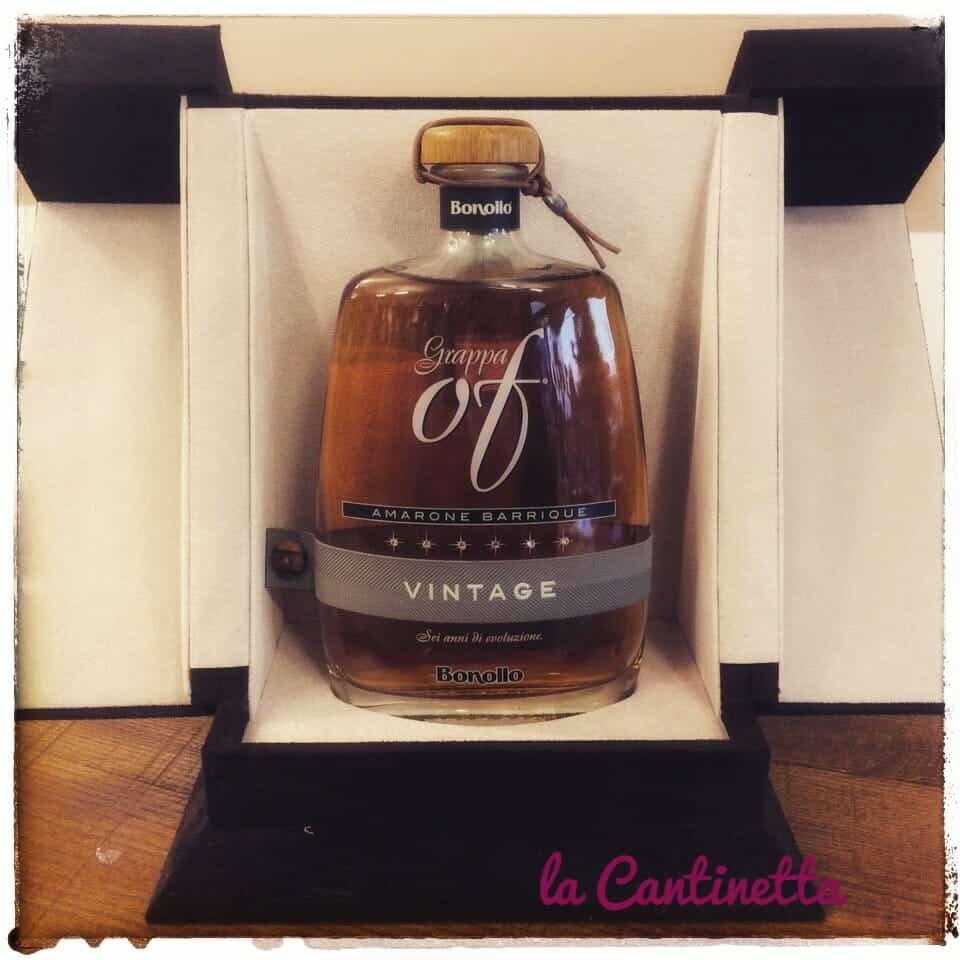 Bonollo
Grappa
of
AMARONE BARRIQUE
VINTAGE
Sei anni di evoluzione.
Bonollo
la Cantinetta